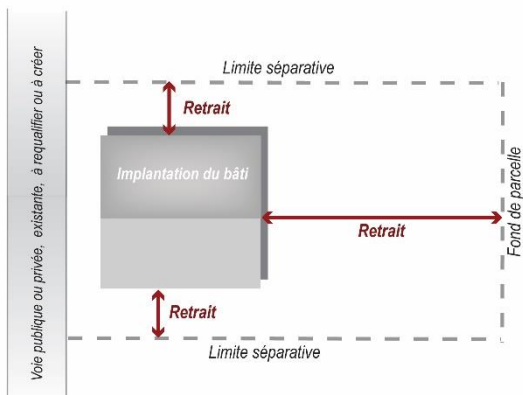 Voie publique ou privée, existante, à requalifier ou à créer
Limite séparative
Retrait
Implantation du bâti
Retrait
Fond de parcelle
Retrait
Limite séparative